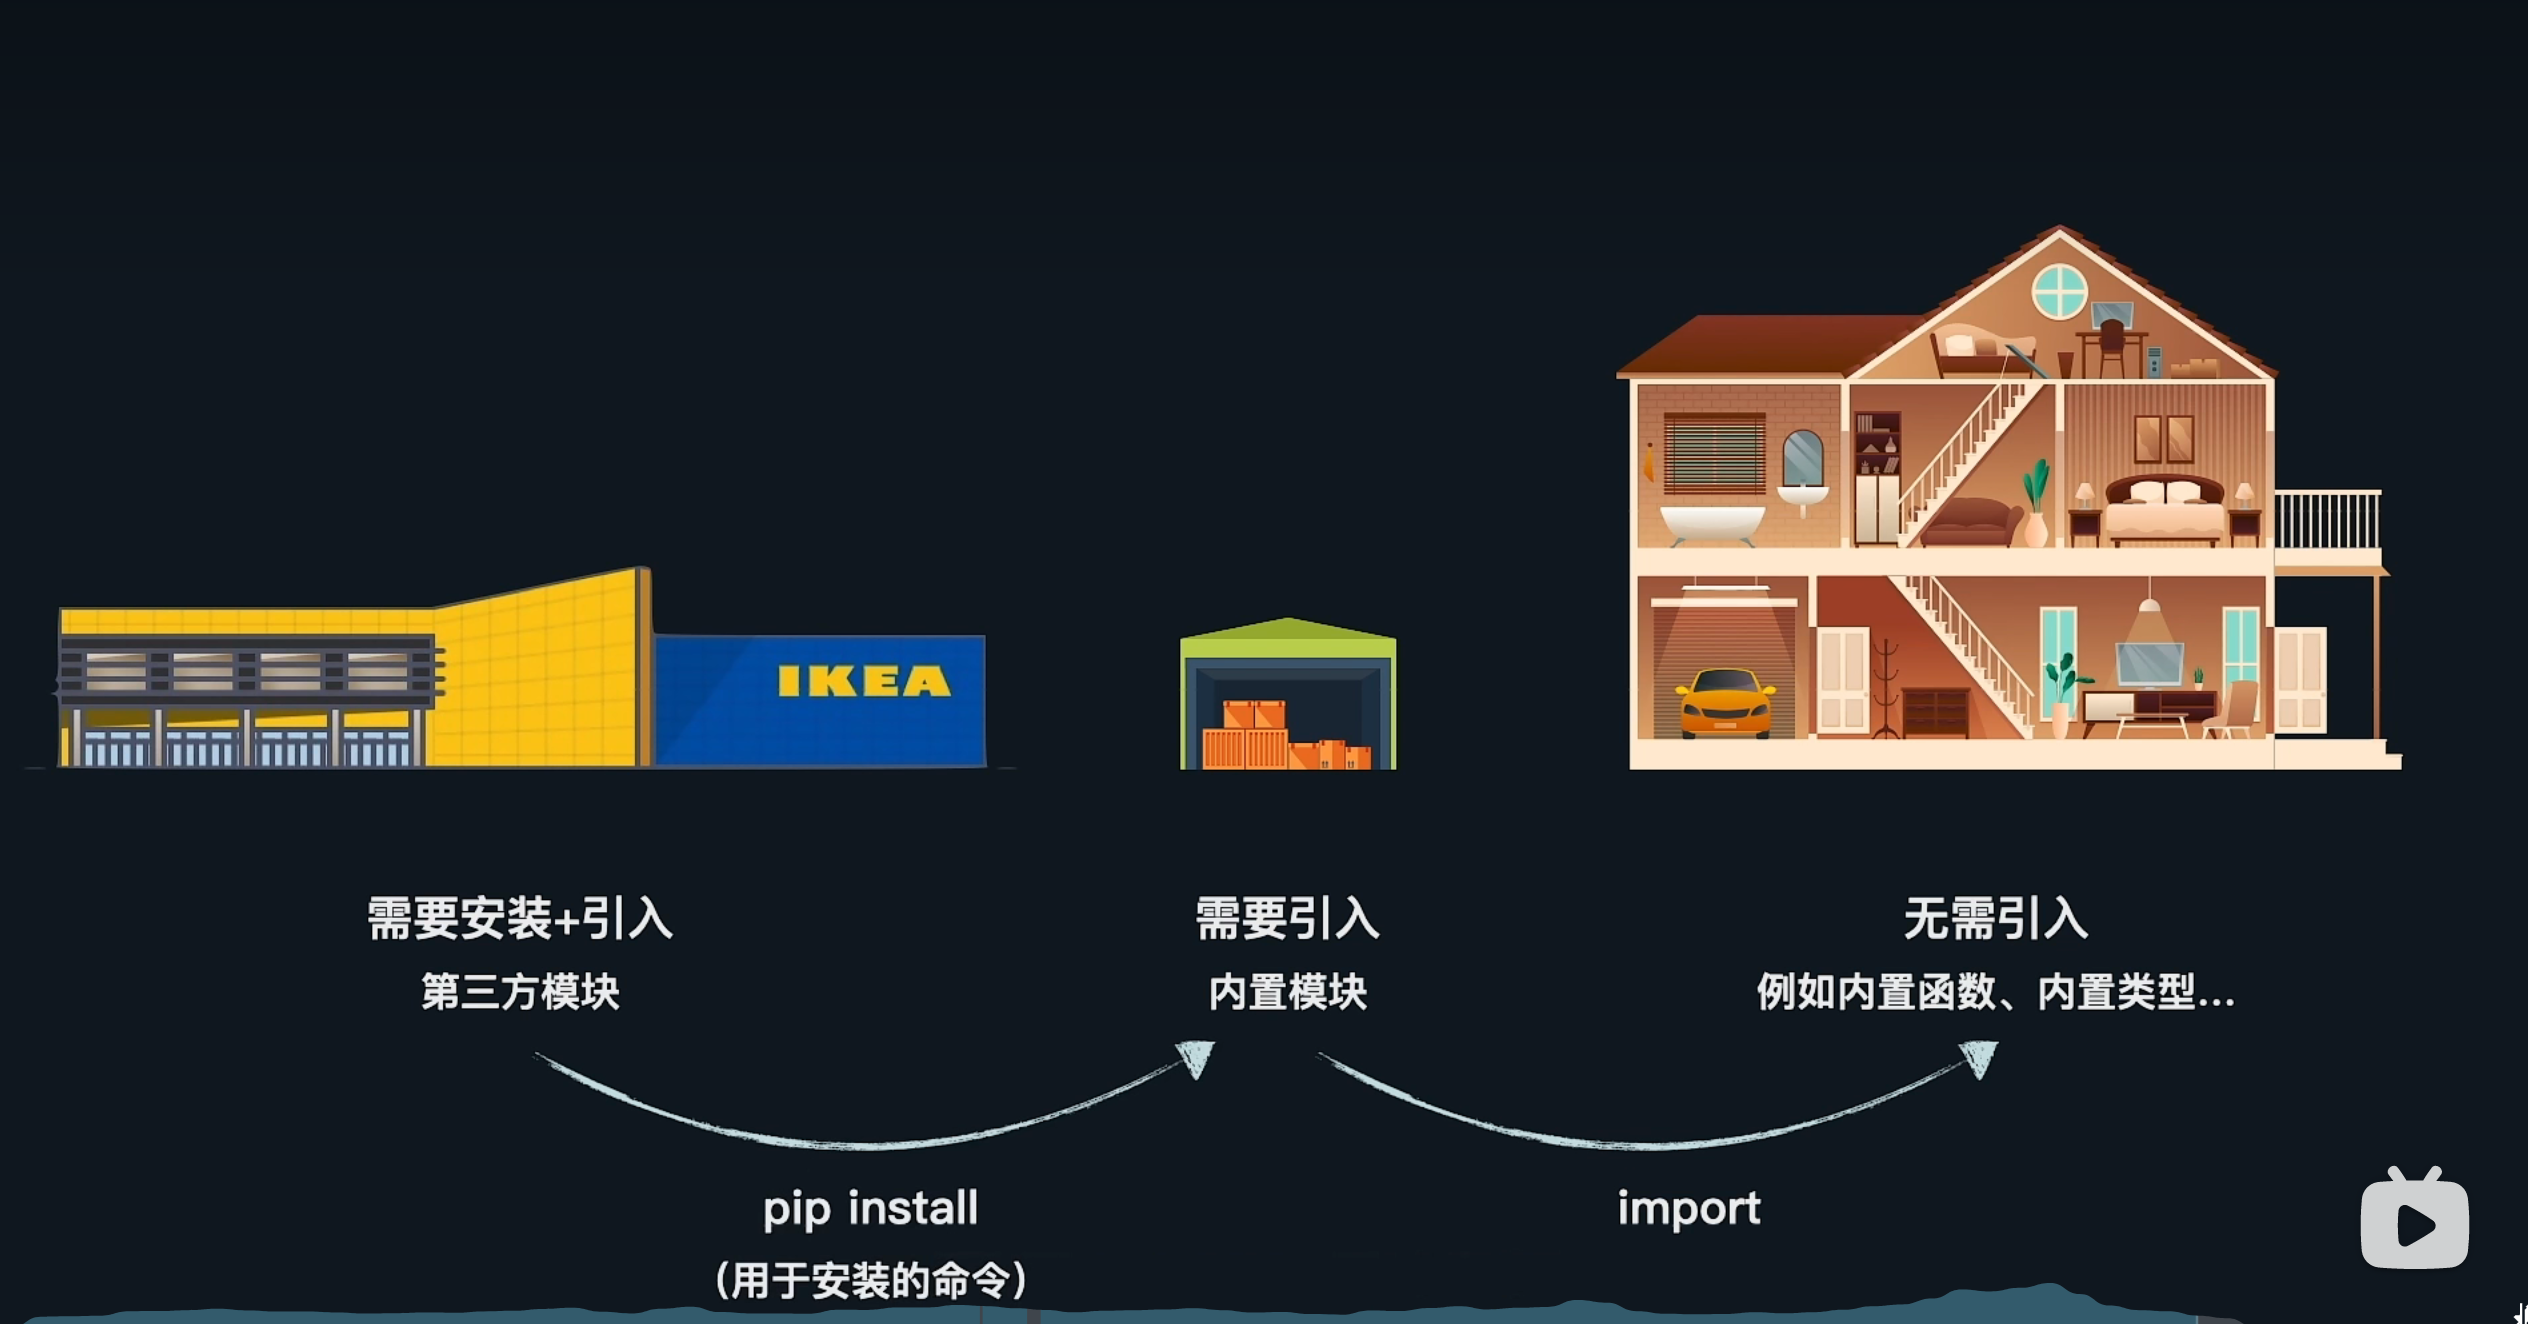 IKEA
需要安装+引入
第三方模块
需要引入
内置模块
无需引入
例如内置函数、内置类型...
pip install
(用于安装的命令)
import